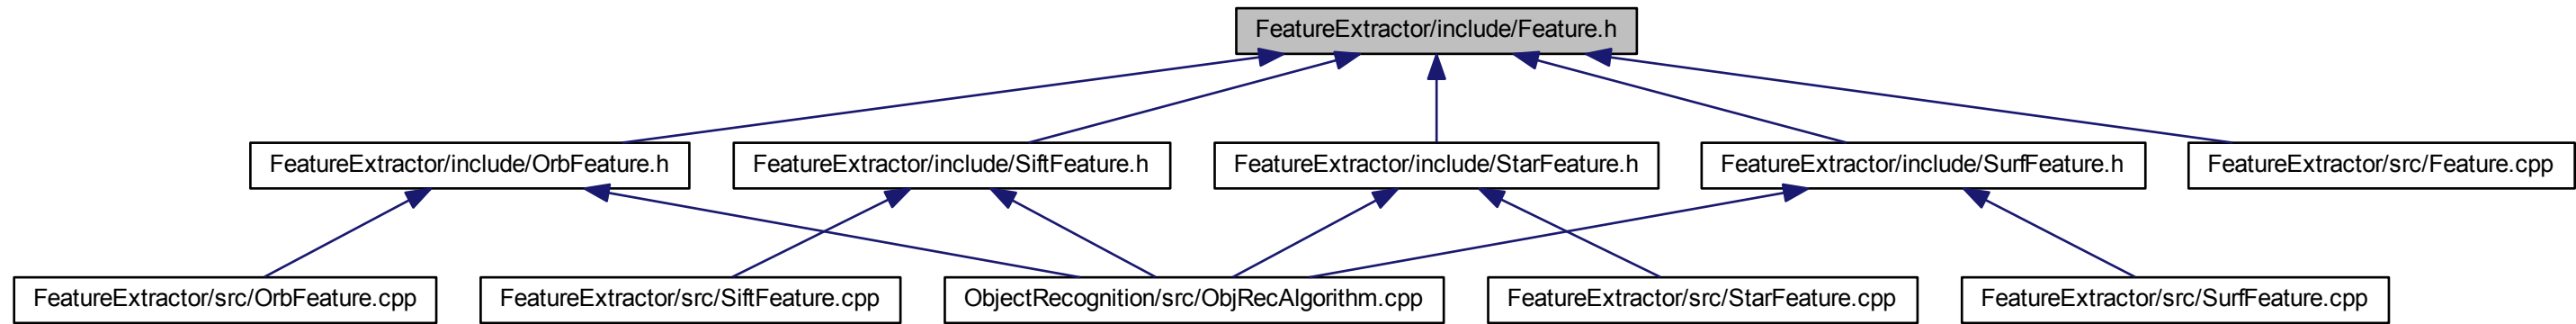 FeatureExtractor/include/Feature.h
FeatureExtractor/include/OrbFeature.h
FeatureExtractor/include/SiftFeature.h
FeatureExtractor/include/StarFeature.h
FeatureExtractor/include/SurfFeature.h
FeatureExtractor/src/Feature.cpp
FeatureExtractor/src/OrbFeature.cpp
FeatureExtractor/src/SiftFeature.cpp
ObjectRecognition/src/ObjRecAlgorithm.cpp
FeatureExtractor/src/StarFeature.cpp
FeatureExtractor/src/SurfFeature.cpp